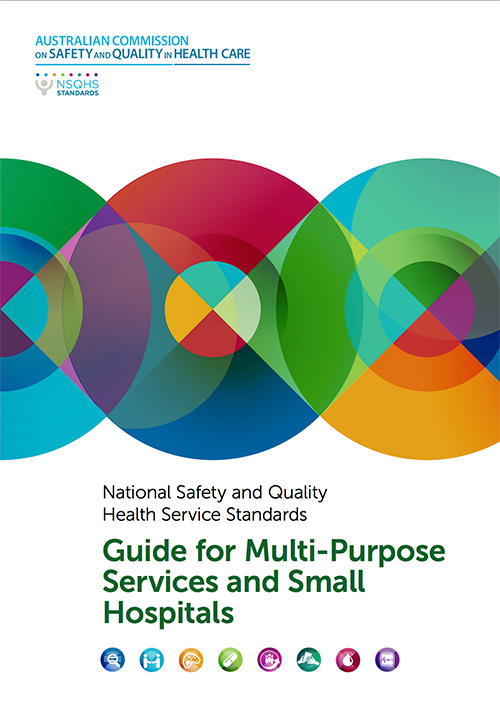 AUSTRALIAN COMMISSION
ON SAFETY AND QUALITY IN HEALTH CARE
NSQHS
STANDARDS
National Safety and Quality
Health Service Standards
Guide for Multi-Purpose
Services and Small
Hospitals